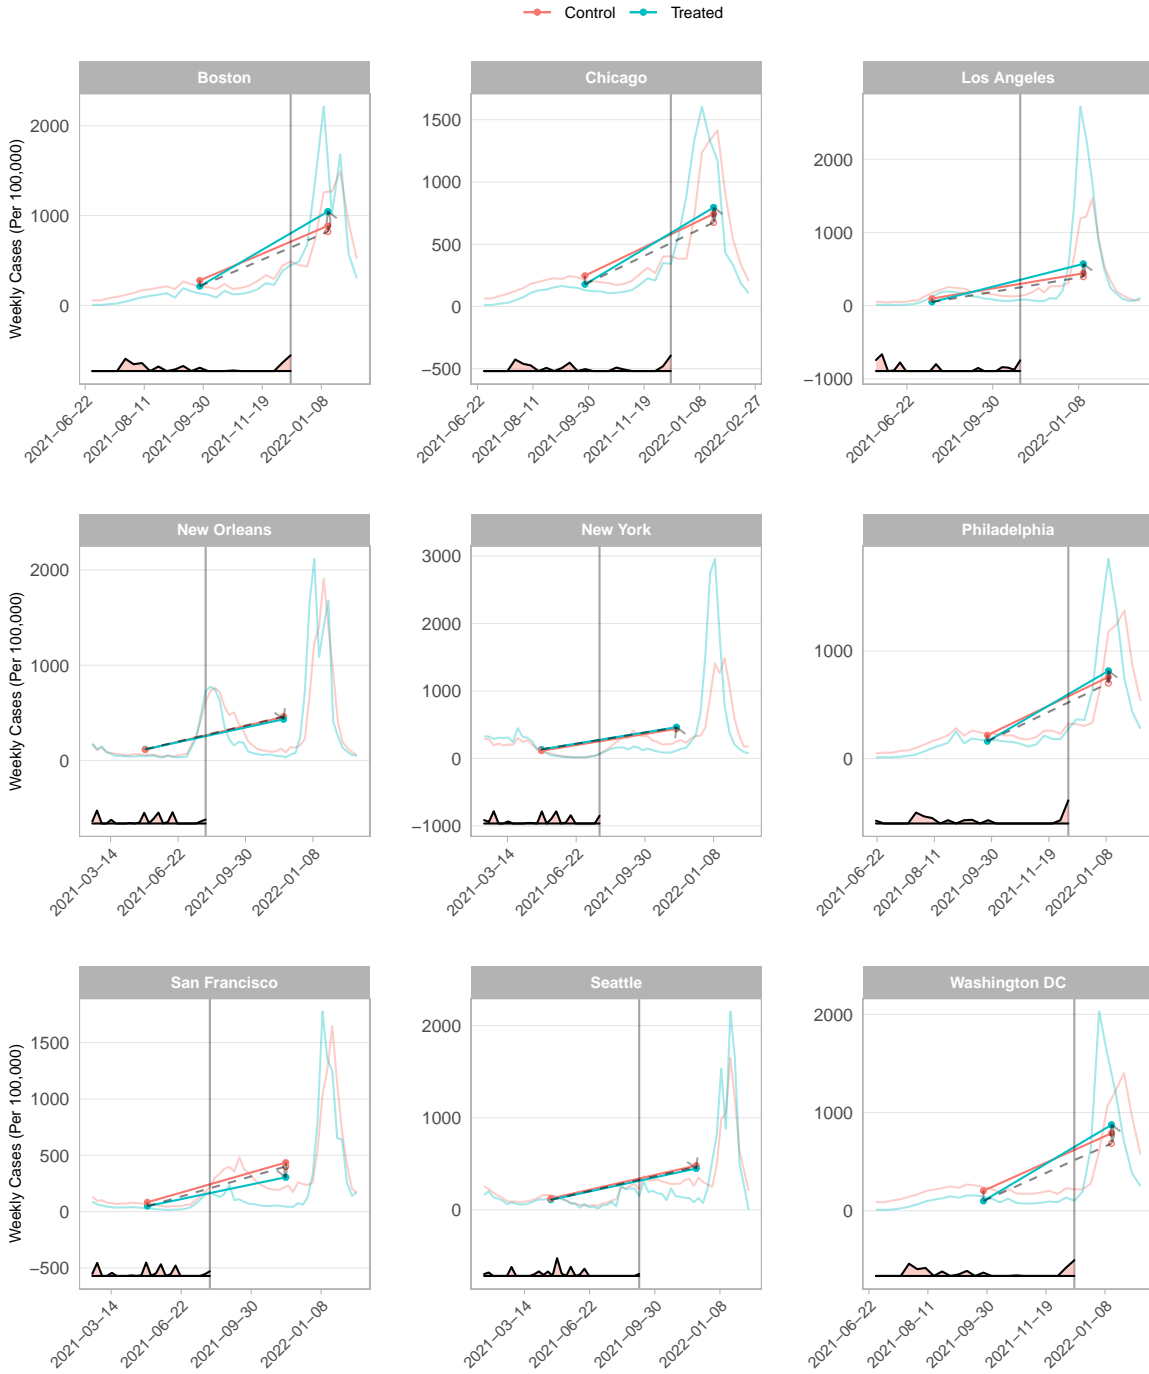 Control Treated
Boston Chicago Los Angeles
Weekly Cases (Per 100,000)
2000
1000
0
1500
1000
500
0
−500
2000
1000
0
−1000
2021−06−22 2021−08−11 2021−09−30 2021−11−19 2022−01−08
2021−06−22 2021−08−11 2021−09−30 2021−11−19 2022−01−08 2022−02−27
2021−06−22 2021−09−30 2022−01−08
New Orleans New York Philadelphia
Weekly Cases (Per 100,000)
2000
1000
0
3000
2000
1000
0
−1000
1000
0
2021−03−14 2021−06−22 2021−09−30 2022−01−08
2021−03−14 2021−06−22 2021−09−30 2022−01−08
2021−06−22 2021−08−11 2021−09−30 2021−11−19 2022−01−08
San Francisco Seattle Washington DC
Weekly Cases (Per 100,000)
1500
1000
500
0
−500
2000
1000
0
2000
1000
0
2021−03−14 2021−06−22 2021−09−30 2022−01−08
2021−03−14 2021−06−22 2021−09−30 2022−01−08
2021−06−22 2021−08−11 2021−09−30 2021−11−19 2022−01−08